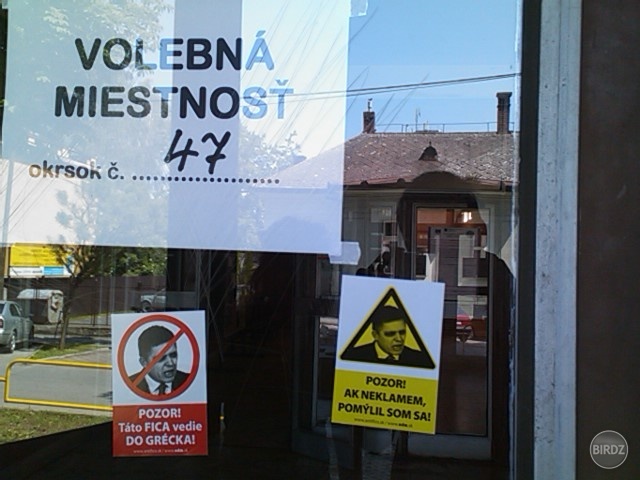 VOLEBNÁ
MIESTNOSŤ
okrsok č. 47
POZOR!
Táto FICA vedie
DO GRÉCKA!
POZOR!
AK NEKLAMEM,
POMÝLIL SOM SA!
BIRDZ